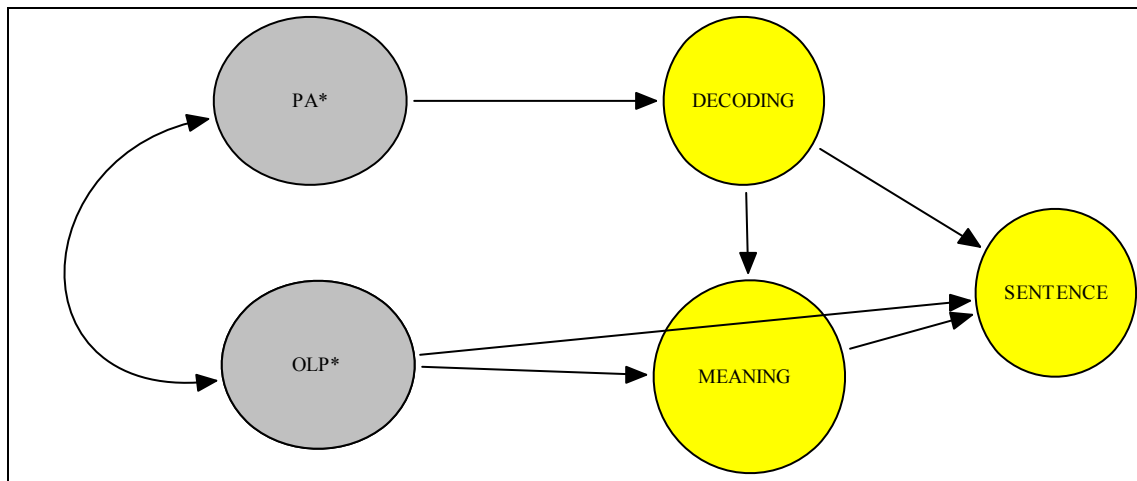 PA*
DECODING
SENTENCE
OLP*
MEANING